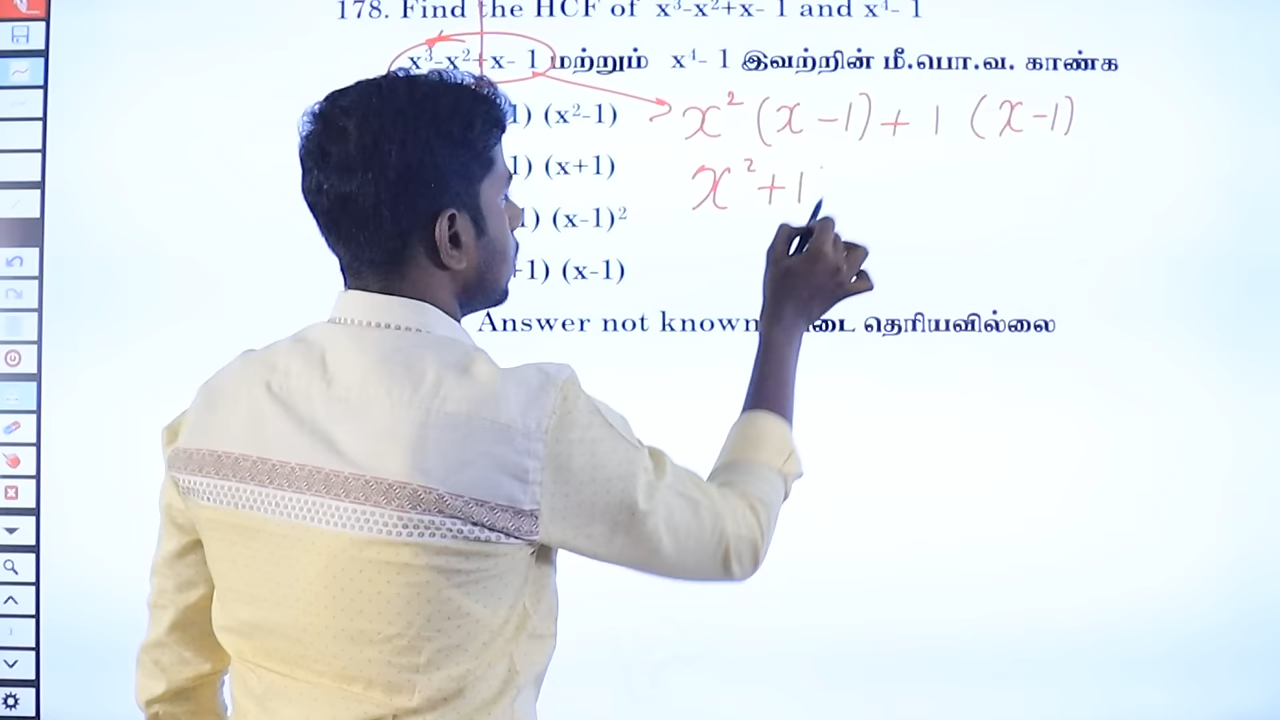 178. Find the HCF of x³-x²+x- 1 and x⁴- 1
x³-x²+x- 1 மற்றும் x⁴- 1 இவற்றின் மீ.பொ.வ. காண்க
x² (x -1) + 1 (x-1)
1) (x²-1)
x² + 1
1) (x+1)
1) (x-1)²
+1) (x-1)
Answer not known தெரியவில்லை